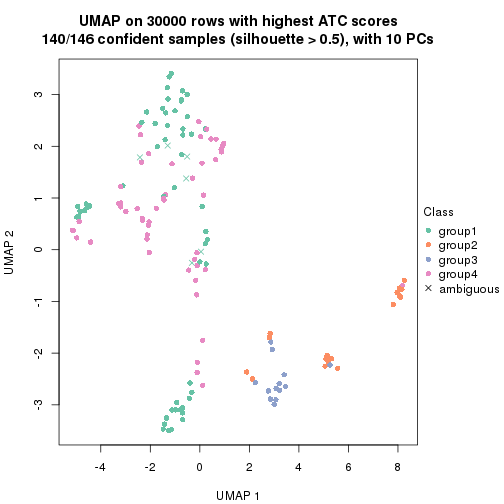 UMAP on 30000 rows with highest ATC scores
140/146 confident samples (silhouette > 0.5), with 10 PCs
3
2
1
0
-1
-2
-3
UMAP 2
-4
-2
0
2
4
6
8
UMAP 1
Class
group1
group2
group3
group4
ambiguous